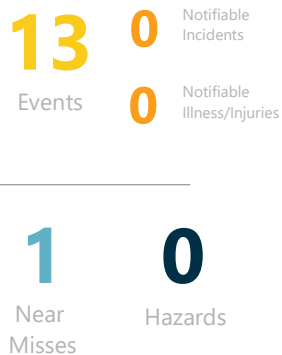 13
Events
0
Notifiable
Incidents
0
Notifiable
Illness/Injuries
1
Near
Misses
0
Hazards